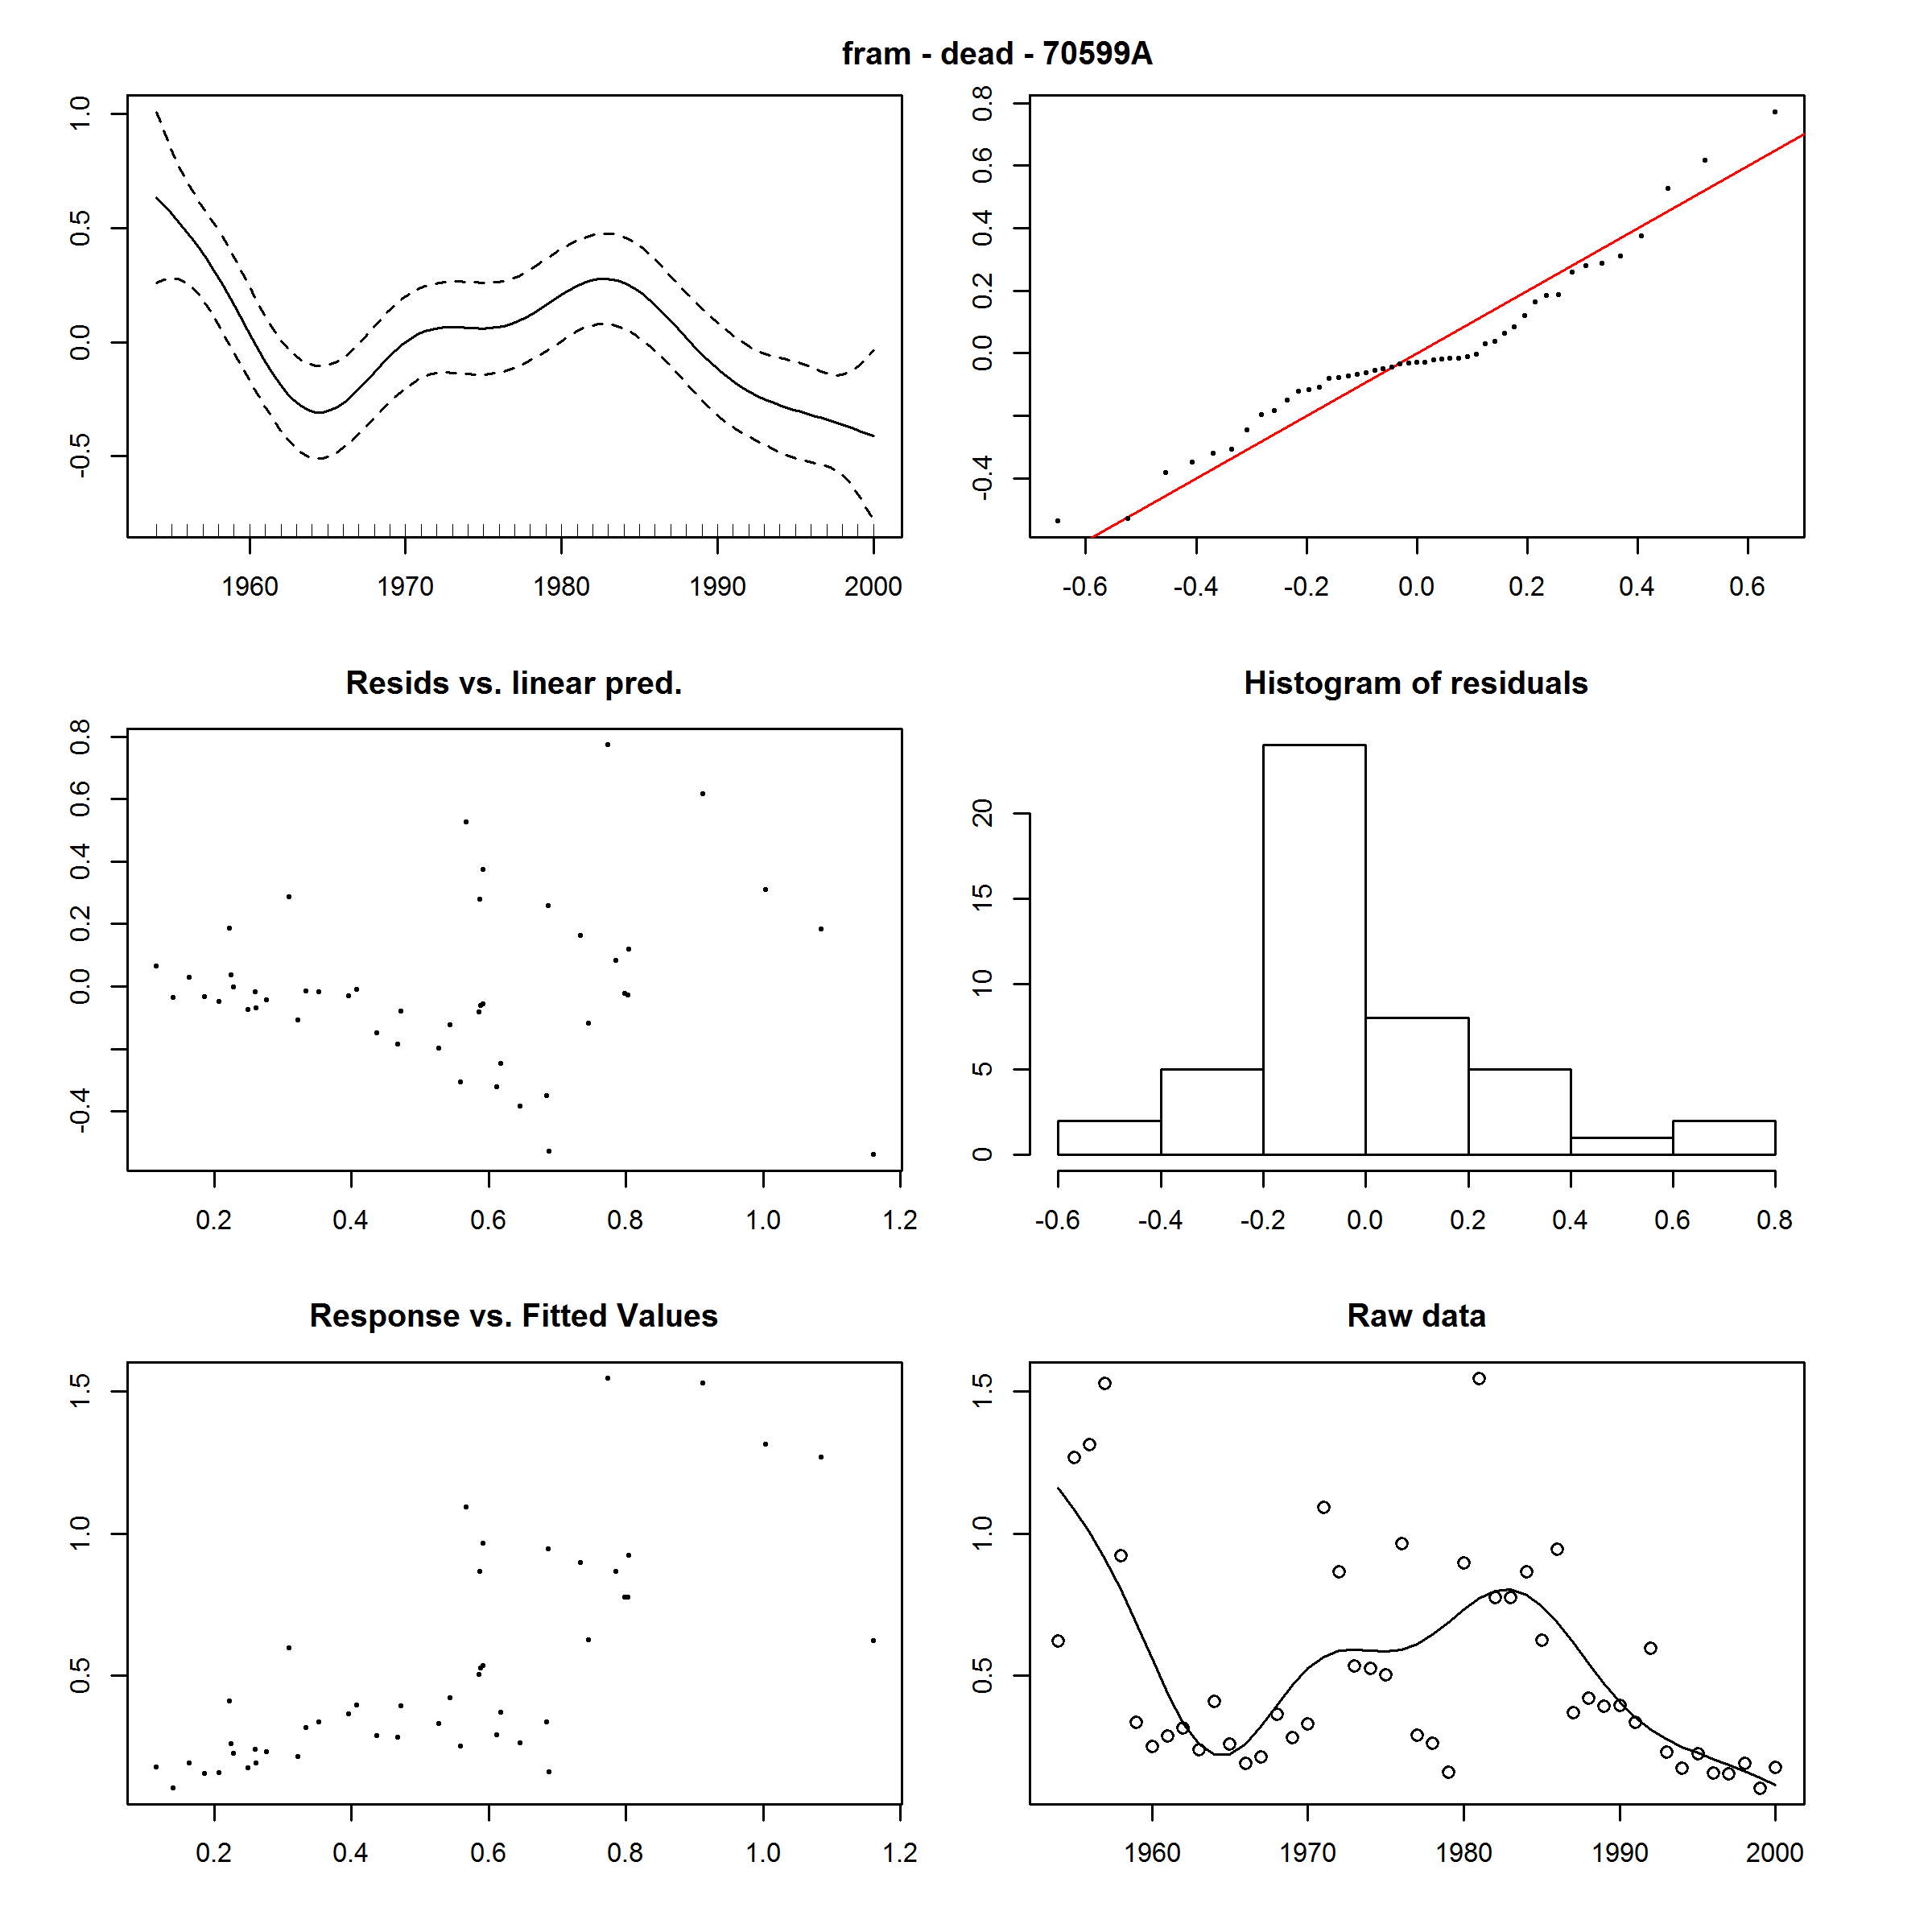 fram - dead - 70599A
1.0
0.5
0.0
-0.5
1960 1970 1980 1990 2000
0.8
0.6
0.4
0.2
0.0
-0.4
-0.6 -0.4 -0.2 0.0 0.2 0.4 0.6
Resids vs. linear pred.
0.8
0.6
0.4
0.2
0.0
-0.4
0.2 0.4 0.6 0.8 1.0 1.2
Histogram of residuals
20
15
10
5
0
-0.6 -0.4 -0.2 0.0 0.2 0.4 0.6 0.8
Response vs. Fitted Values
1.5
1.0
0.5
0.2 0.4 0.6 0.8 1.0 1.2
Raw data
1.5
1.0
0.5
1960 1970 1980 1990 2000